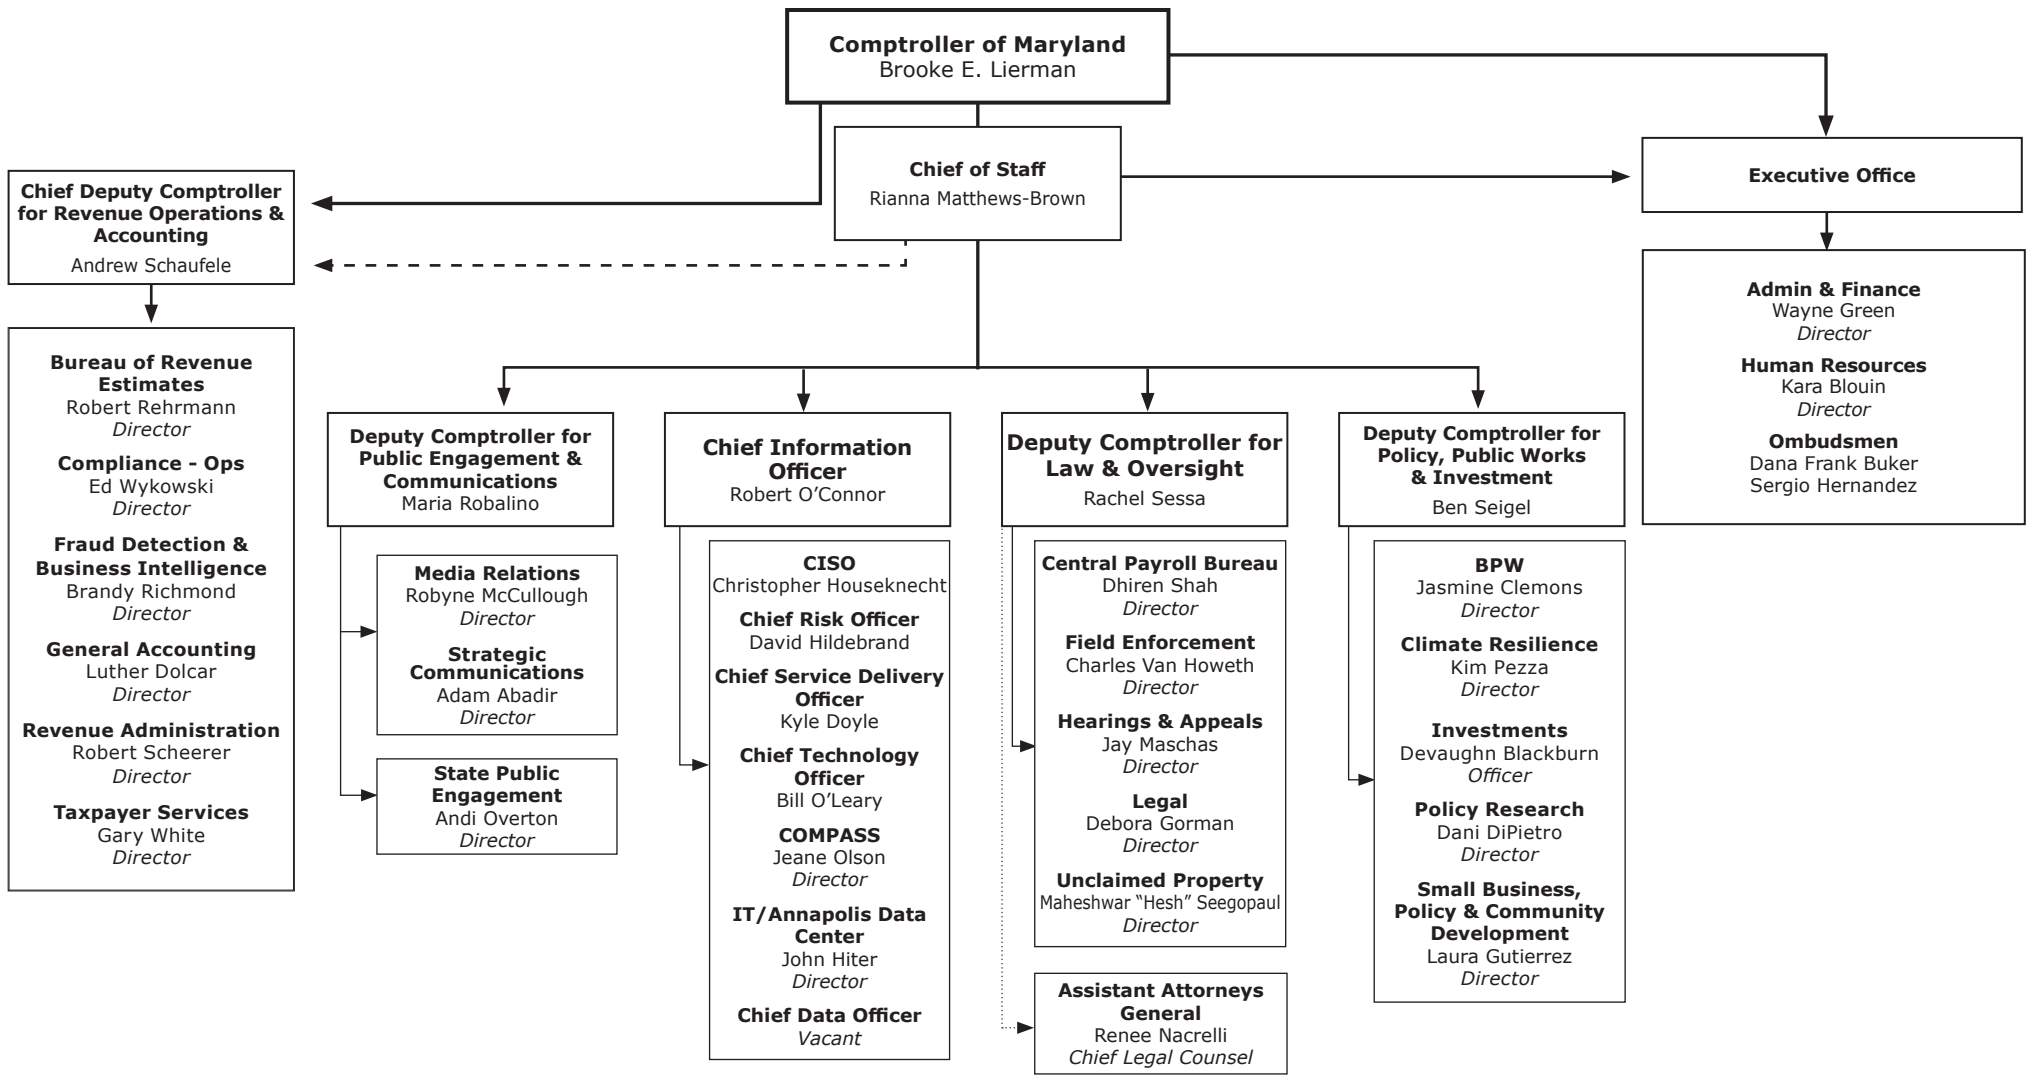 Comptroller of Maryland
Brooke E. Lierman
Chief of Staff
Rianna Matthews-Brown
Executive Office
Chief Deputy Comptroller
for Revenue Operations &
Accounting
Andrew Schaufele
Admin & Finance
Wayne Green
Director
Human Resources
Kara Blouin
Director
Ombudsmen
Dana Frank Buker
Sergio Hernandez
Bureau of Revenue
Estimates
Robert Rehrmann
Director
Compliance - Ops
Ed Wykowski
Director
Fraud Detection &
Business Intelligence
Brandy Richmond
Director
General Accounting
Luther Dolcar
Director
Revenue Administration
Robert Scheerer
Director
Taxpayer Services
Gary White
Director
Deputy Comptroller for
Public Engagement &
Communications
Maria Robalino
Media Relations
Robyne McCullough
Director
Strategic
Communications
Adam Abadir
Director
State Public
Engagement
Andi Overton
Director
Chief Information
Officer
Robert O’Connor
CISO
Christopher Houseknecht
Chief Risk Officer
David Hildebrand
Chief Service Delivery
Officer
Kyle Doyle
Chief Technology
Officer
Bill O’Leary
COMPASS
Jeane Olson
Director
IT/Annapolis Data
Center
John Hiter
Director
Chief Data Officer
Vacant
Deputy Comptroller for
Law & Oversight
Rachel Sessa
Central Payroll Bureau
Dhiren Shah
Director
Field Enforcement
Charles Van Howeth
Director
Hearings & Appeals
Jay Maschas
Director
Legal
Debora Gorman
Director
Unclaimed Property
Maheshwar “Hesh” Seegopaul
Director
Assistant Attorneys
General
Renee Nacrelli
Chief Legal Counsel
Deputy Comptroller for
Policy, Public Works
& Investment
Ben Seigel
BPW
Jasmine Clemons
Director
Climate Resilience
Kim Pezza
Director
Investments
Devaughn Blackburn
Officer
Policy Research
Dani DiPietro
Director
Small Business,
Policy & Community
Development
Laura Gutierrez
Director